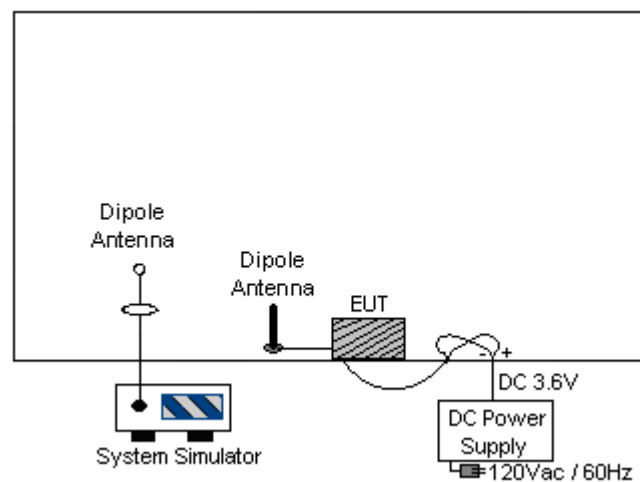 Dipole
Antenna
Dipole
Antenna
EUT
- +
DC 3.6V
DC Power
Supply
System Simulator
120Vac / 60Hz